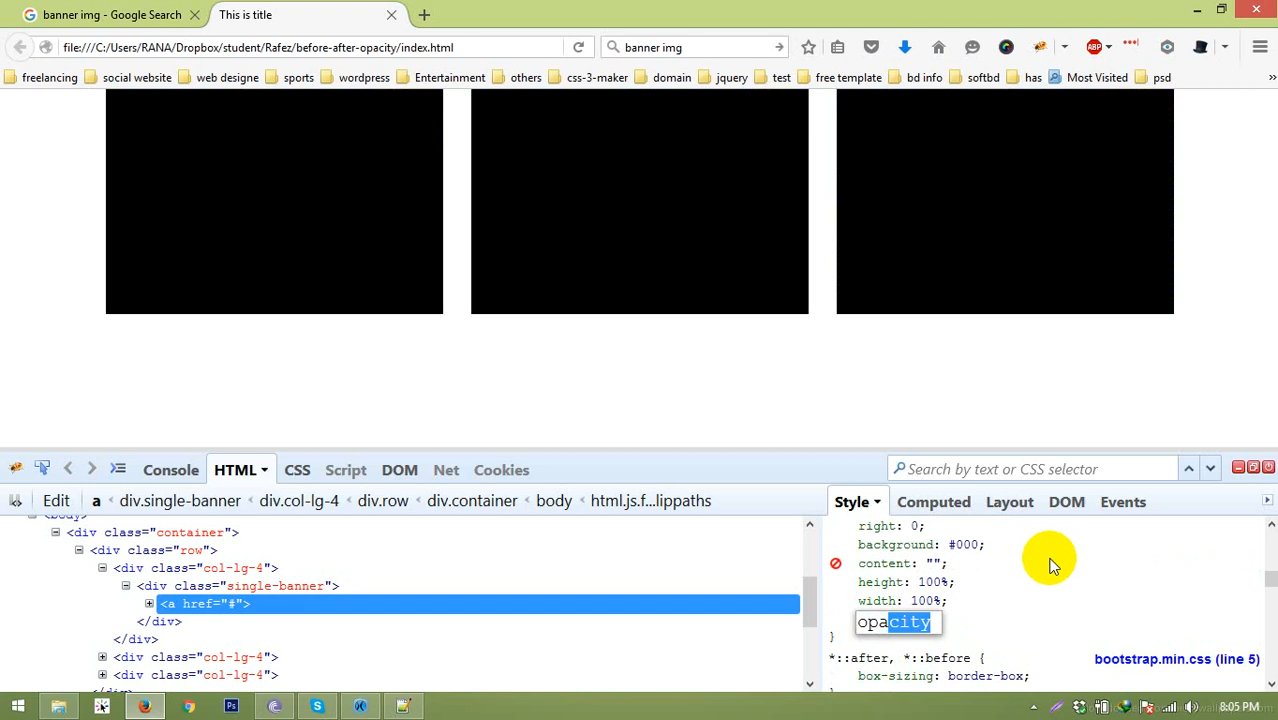 banner img - Google Search
This is title
file:///C:/Users/RANA/Dropbox/student/Rafez/before-after-opacity/index.html
banner img
ABP
freelancing social website web designe sports wordpress Entertainment others css-3-maker domain jquery test free template bd info softbd has Most Visited psd
Console HTML CSS Script DOM Net Cookies
Search by text or CSS selector
Edit a div.single-banner div.col-lg-4 div.row div.container body html.js.f...lippaths
Style Computed Layout DOM Events
<body>
<div class="container">
<div class="row">
<div class="col-lg-4">
<div class="single-banner">
<a href="#">
</div>
</div>
<div class="col-lg-4">
<div class="col-lg-4">
</div>
right: 0;
background: #000;
content: "";
height: 100%;
width: 100%;
opacity
}
*::after, *::before {
bootstrap.min.css (line 5)
box-sizing: border-box;
Ps
8:05 PM